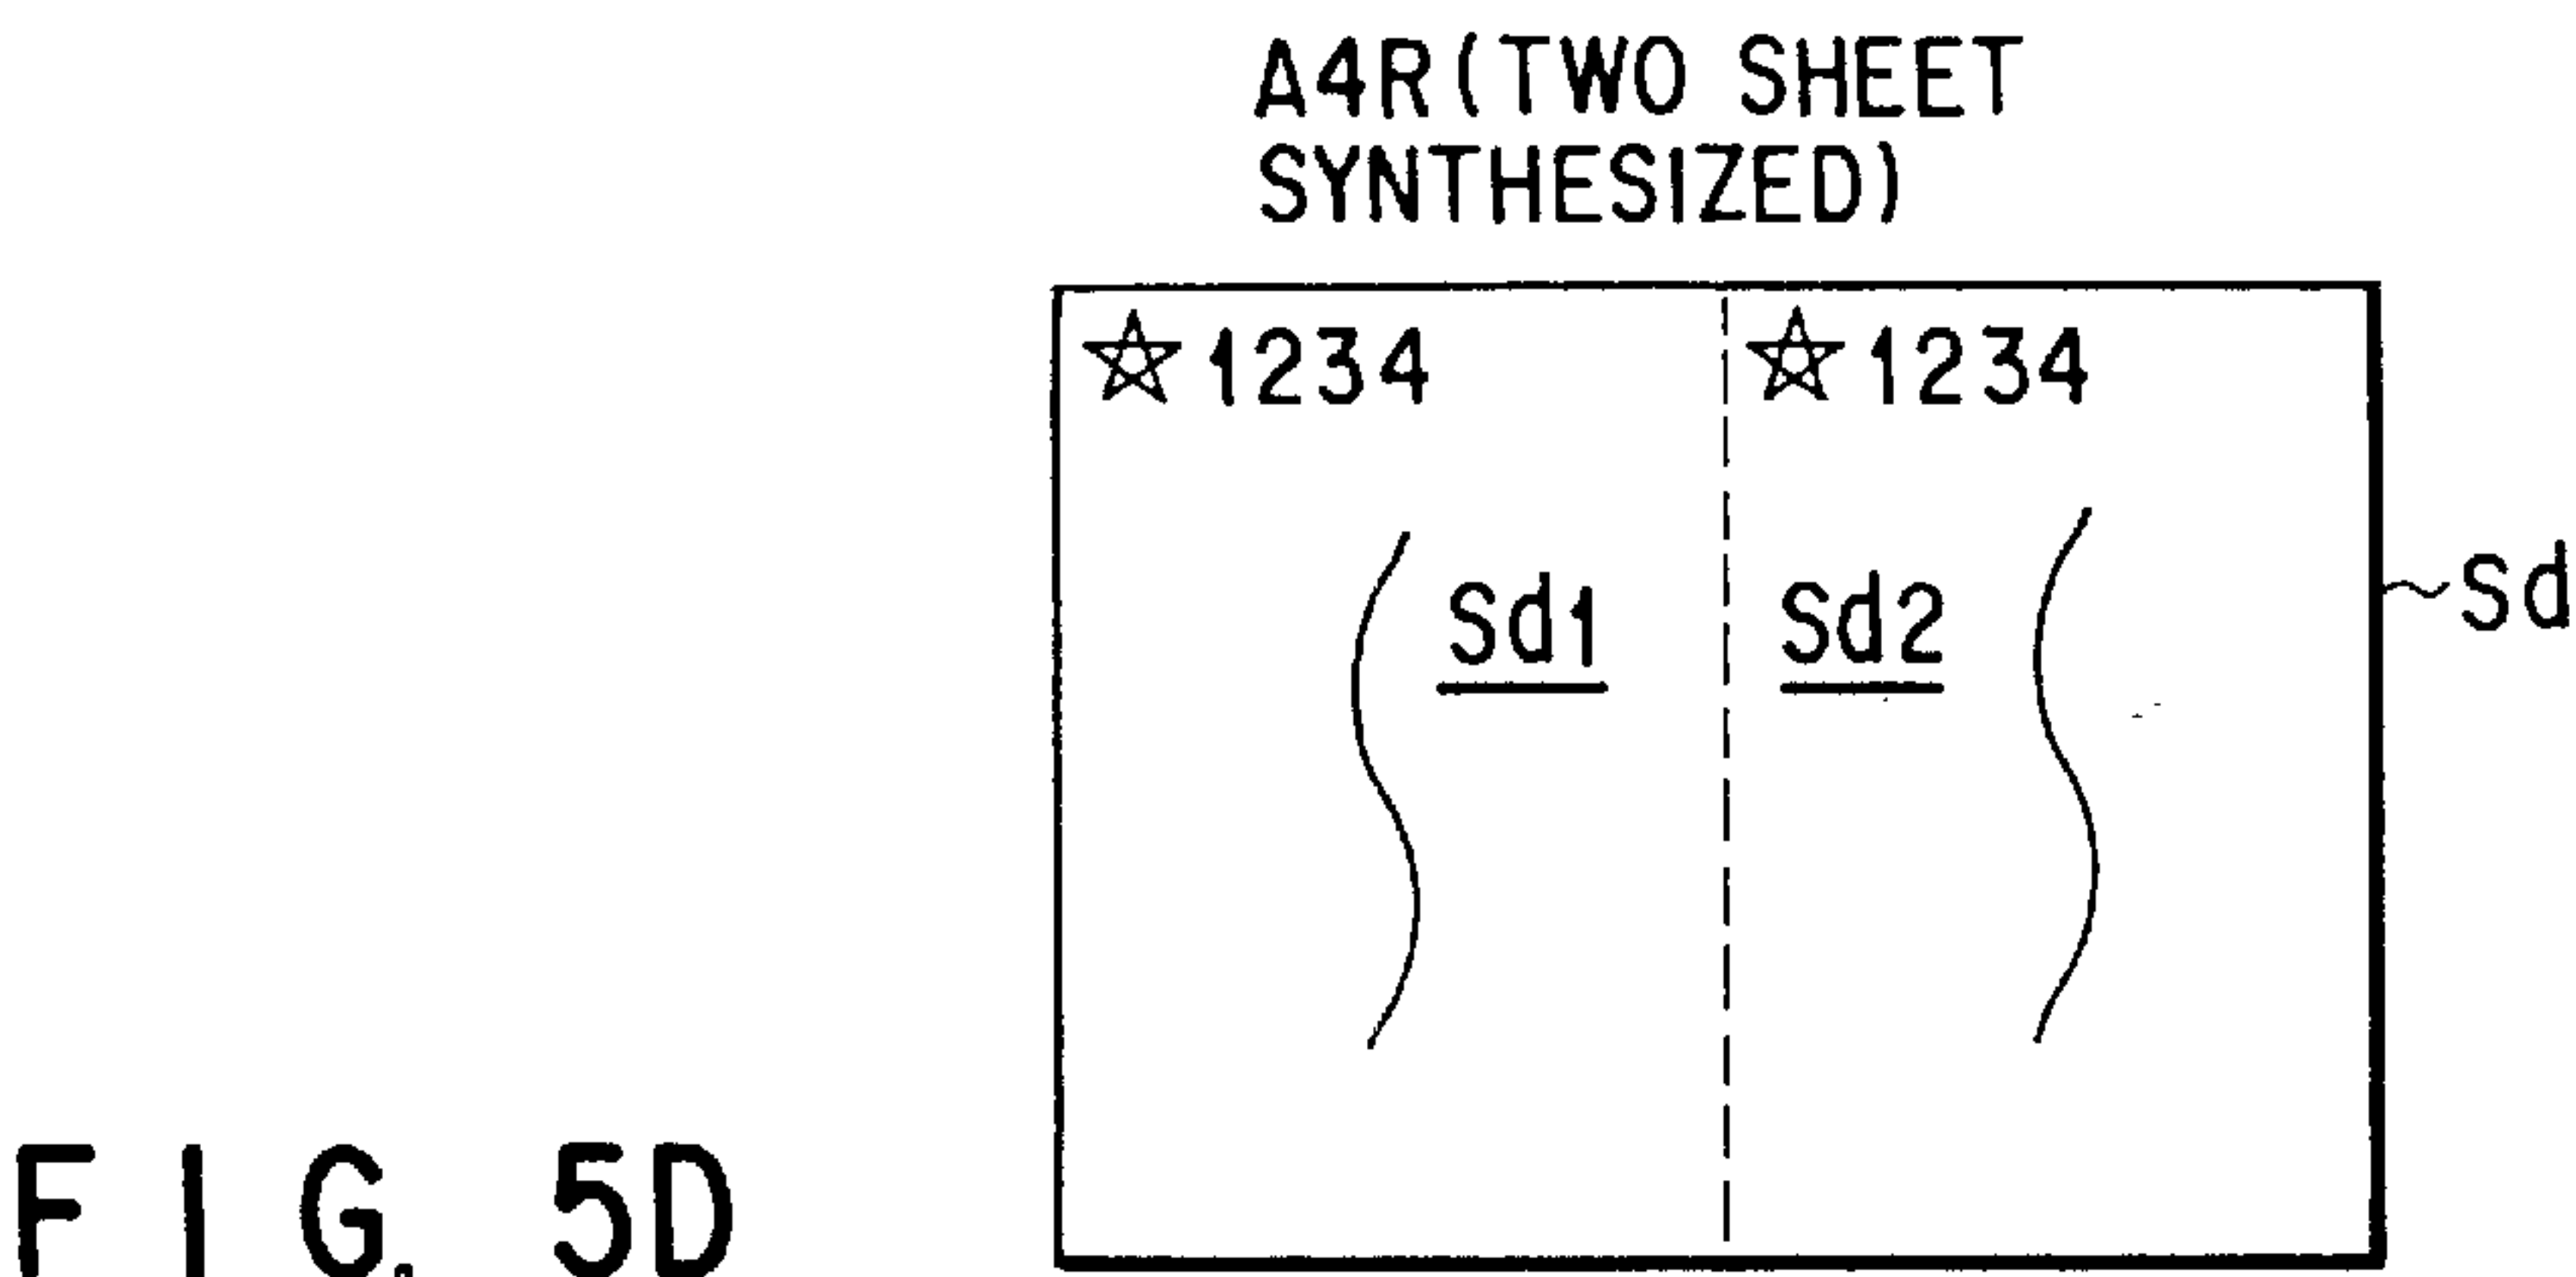 A4R(TWO SHEET
SYNTHESIZED)
☆1234 ☆1234
Sd1 Sd2
Sd
FIG. 5D